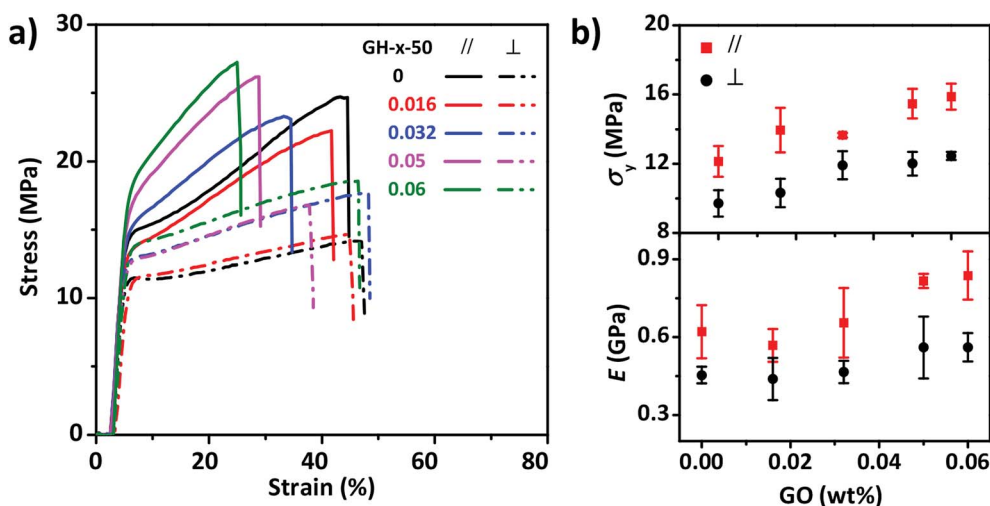 a)
GH-x-50 // ⊥
0
0.016
0.032
0.05
0.06
30
20
10
0
Stress (MPa)
0 20 40 60 80
Strain (%)
b)
//
⊥
20
16
12
8
σy (MPa)
0.9
0.6
0.3
E (GPa)
0.00 0.02 0.04 0.06
GO (wt%)